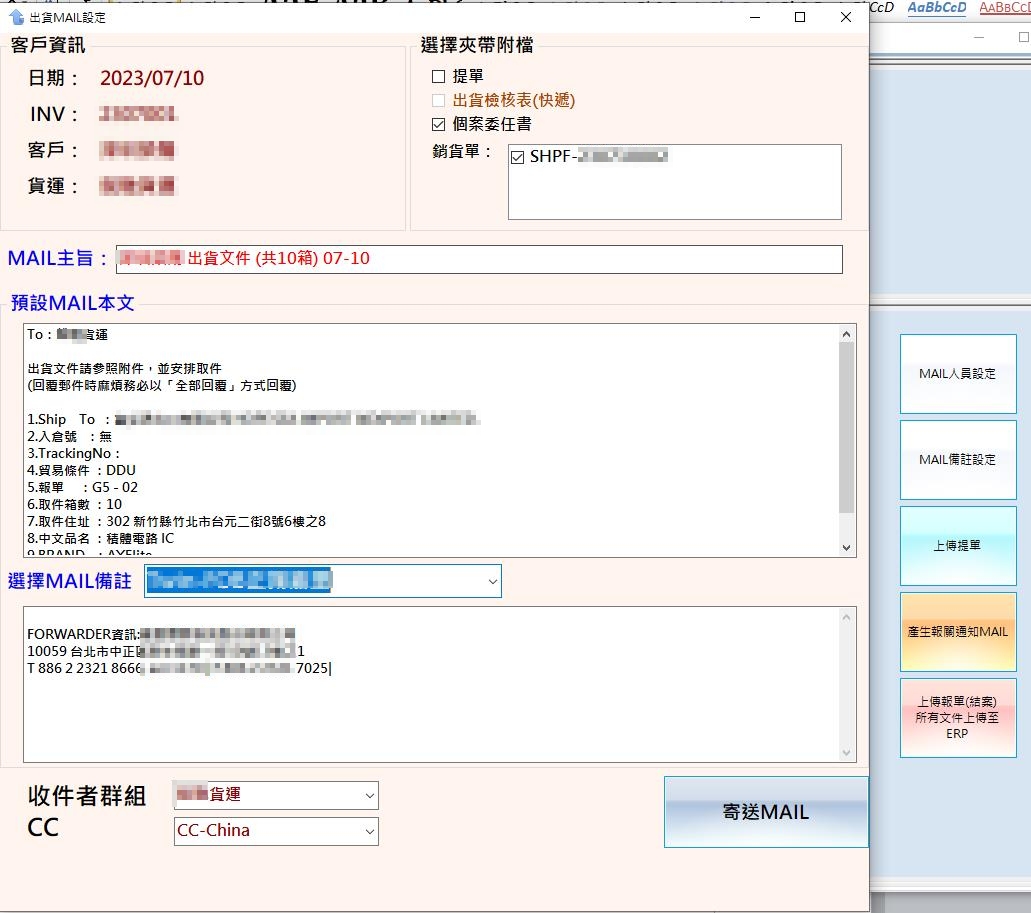 出貨MAIL設定
CcD AaBbCcD AABBCCD
客戶資訊
日期： 2023/07/10
INV：
客戶：
貨運：
選擇夾帶附檔
提單
出貨檢核表(快遞)
個案委任書
銷貨單：
SHPF-
MAIL主旨：
出貨文件 (共10箱) 07-10
預設MAIL本文
To： 貨運
出貨文件請參照附件，並安排取件
(回覆郵件時麻煩務必以「全部回覆」方式回覆)
1.Ship To ：
2.入倉號 ：無
3.TrackingNo：
4.貿易條件 ：DDU
5.報單 ：G5 - 02
6.取件箱數 ：10
7.取件住址 ：302 新竹縣竹北市台元二街8號6樓之8
8.中文品名 ：積體電路 IC
9.BRAND ：AXElite
選擇MAIL備註
FORWARDER資訊:
10059 台北市中正區 1
T 886 2 2321 8666 7025
收件者群組
貨運
CC
CC-China
寄送MAIL
MAIL人員設定
MAIL備註設定
上傳提單
產生報關通知MAIL
上傳報單(結案)
所有文件上傳至
ERP